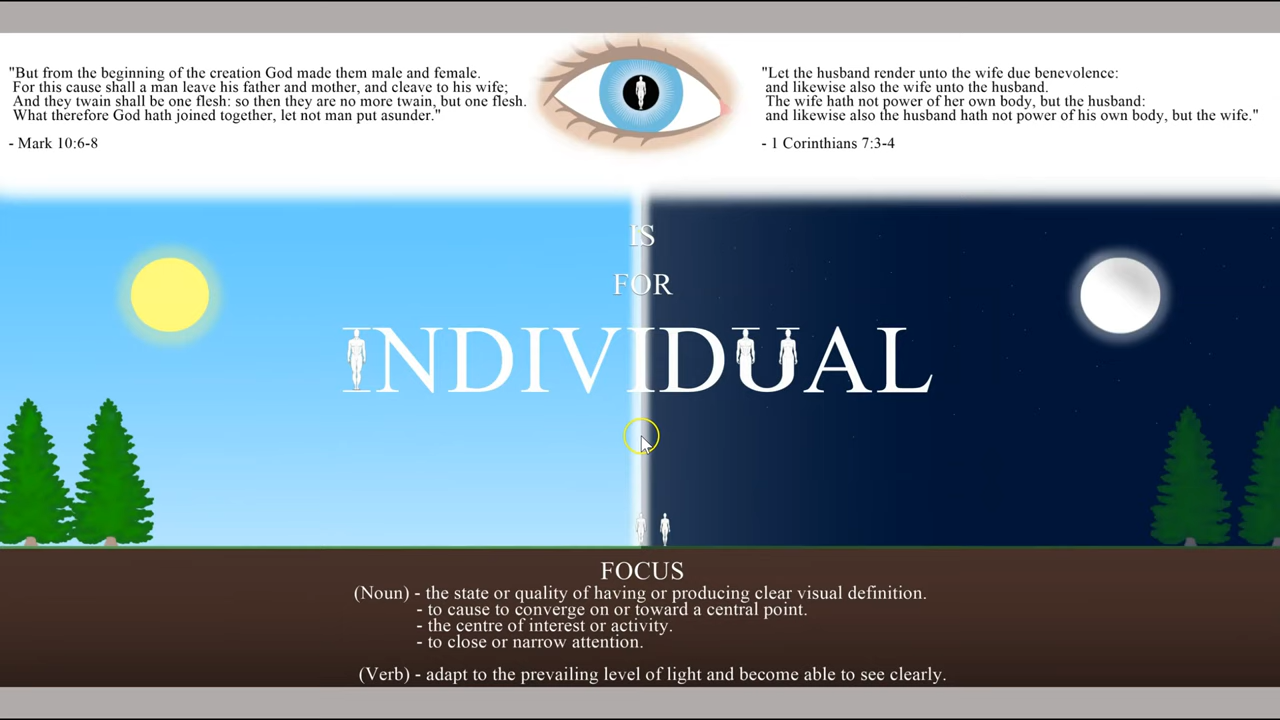 "But from the beginning of the creation God made them male and female.
For this cause shall a man leave his father and mother, and cleave to his wife;
And they twain shall be one flesh: so then they are no more twain, but one flesh.
What therefore God hath joined together, let not man put asunder."
- Mark 10:6-8
"Let the husband render unto the wife due benevolence:
and likewise also the wife unto the husband.
The wife hath not power of her own body, but the husband:
and likewise also the husband hath not power of his own body, but the wife."
- 1 Corinthians 7:3-4
IS
FOR
INDIVIDUAL
FOCUS
(Noun) - the state or quality of having or producing clear visual definition.
- to cause to converge on or toward a central point.
- the centre of interest or activity.
- to close or narrow attention.
(Verb) - adapt to the prevailing level of light and become able to see clearly.